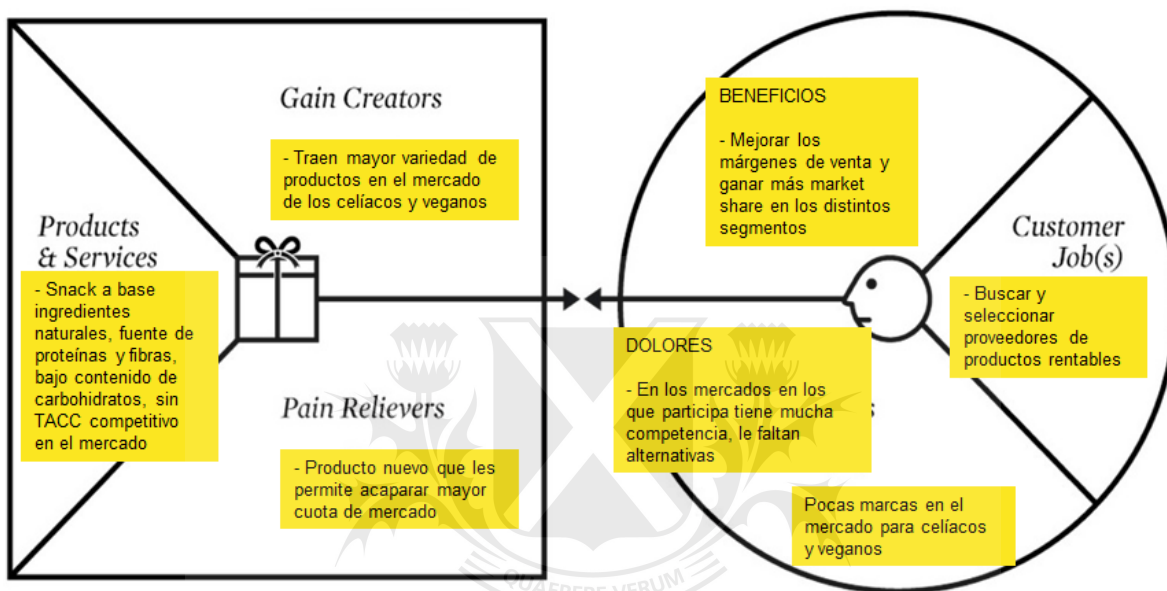 Gain Creators
- Traen mayor variedad de
productos en el mercado
de los celíacos y veganos
Products
& Services
- Snack a base
ingredientes
naturales, fuente de
proteínas y fibras,
bajo contenido de
carbohidratos, sin
TACC competitivo
en el mercado
Pain Relievers
- Producto nuevo que les
permite acaparar mayor
cuota de mercado
BENEFICIOS
- Mejorar los
márgenes de venta y
ganar más market
share en los distintos
segmentos
Customer
Job(s)
- Buscar y
seleccionar
proveedores de
productos rentables
DOLORES
- En los mercados en los
que participa tiene mucha
competencia, le faltan
alternativas
Pocas marcas en el
mercado para celíacos
y veganos
QUAERERE VERUM